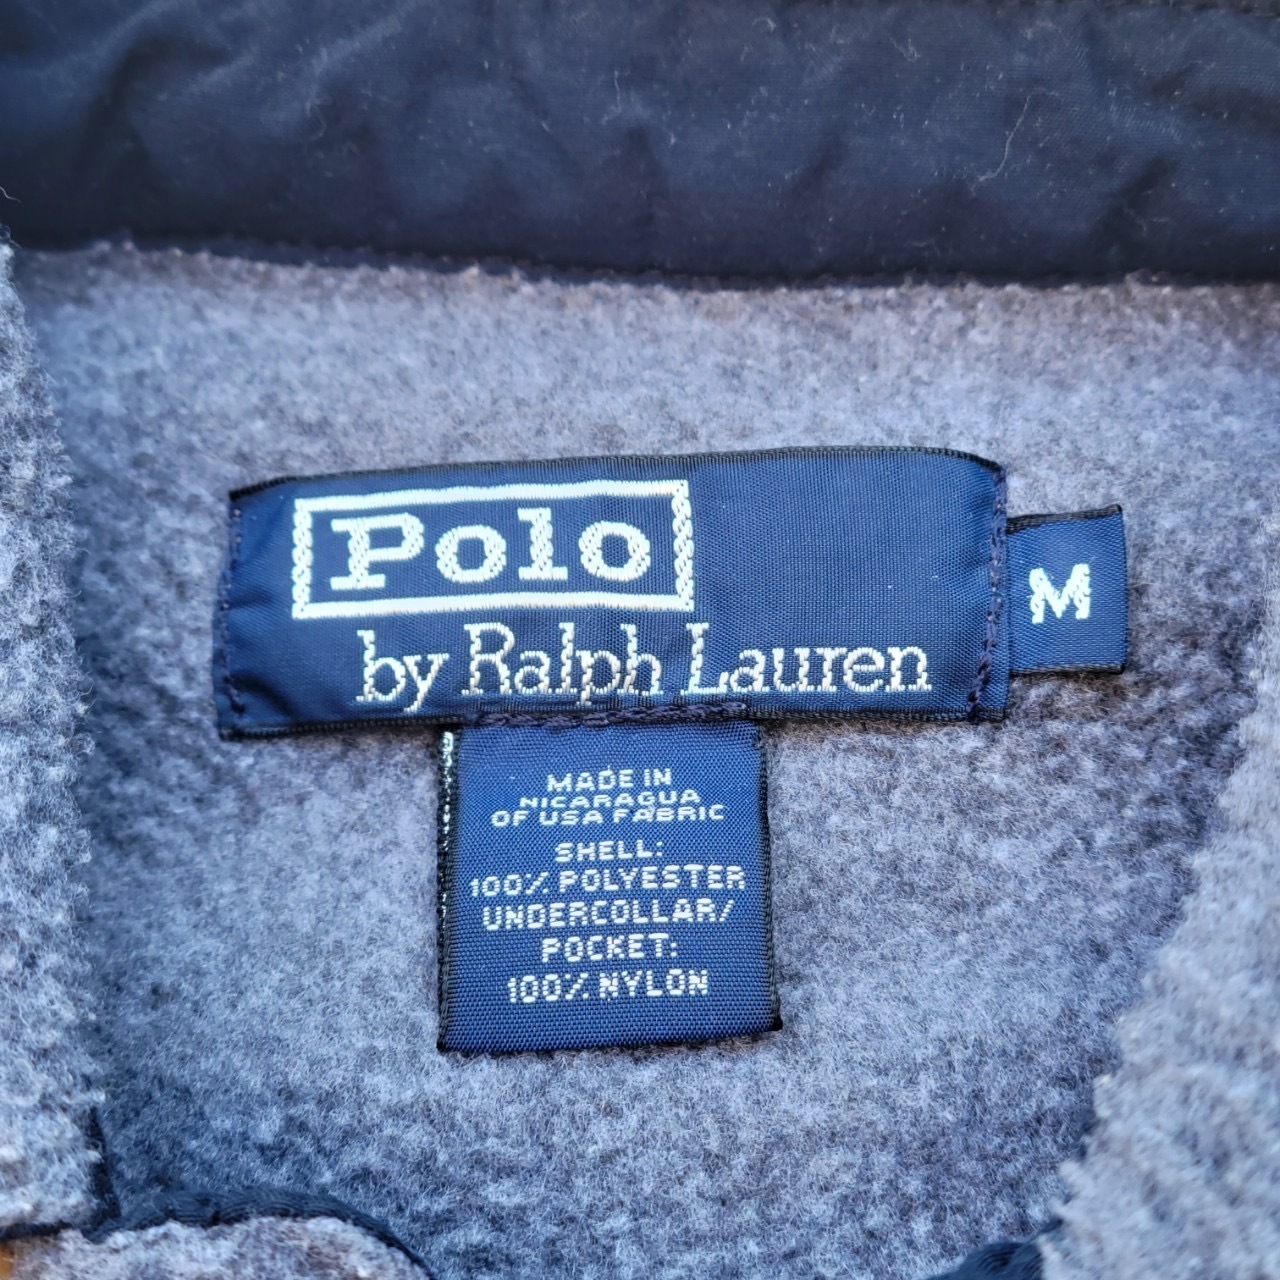 Polo
by Ralph Lauren
M
MADE IN
NICARAGUA
OF USA FABRIC
SHELL:
100% POLYESTER
UNDERCOLLAR/
POCKET:
100% NYLON